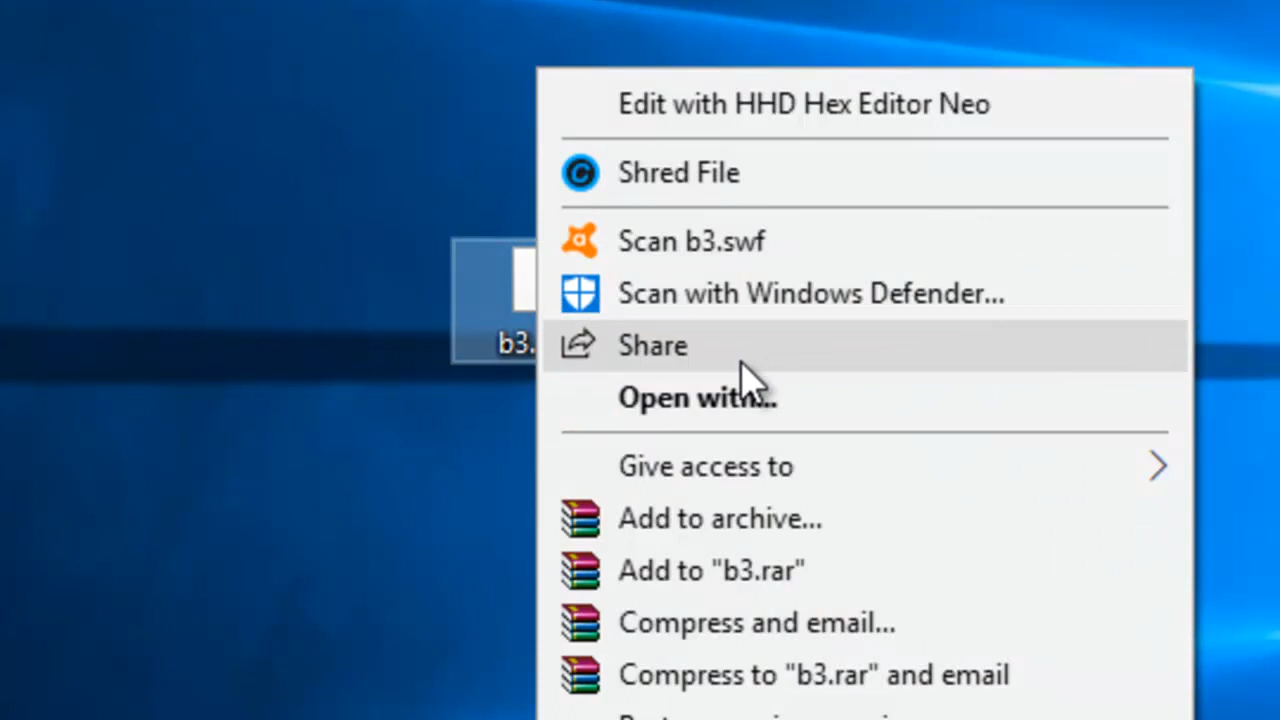 Edit with HHD Hex Editor Neo
Shred File
Scan b3.swf
Scan with Windows Defender...
Share
b3.
Open with...
Give access to
Add to archive...
Add to "b3.rar"
Compress and email...
Compress to "b3.rar" and email